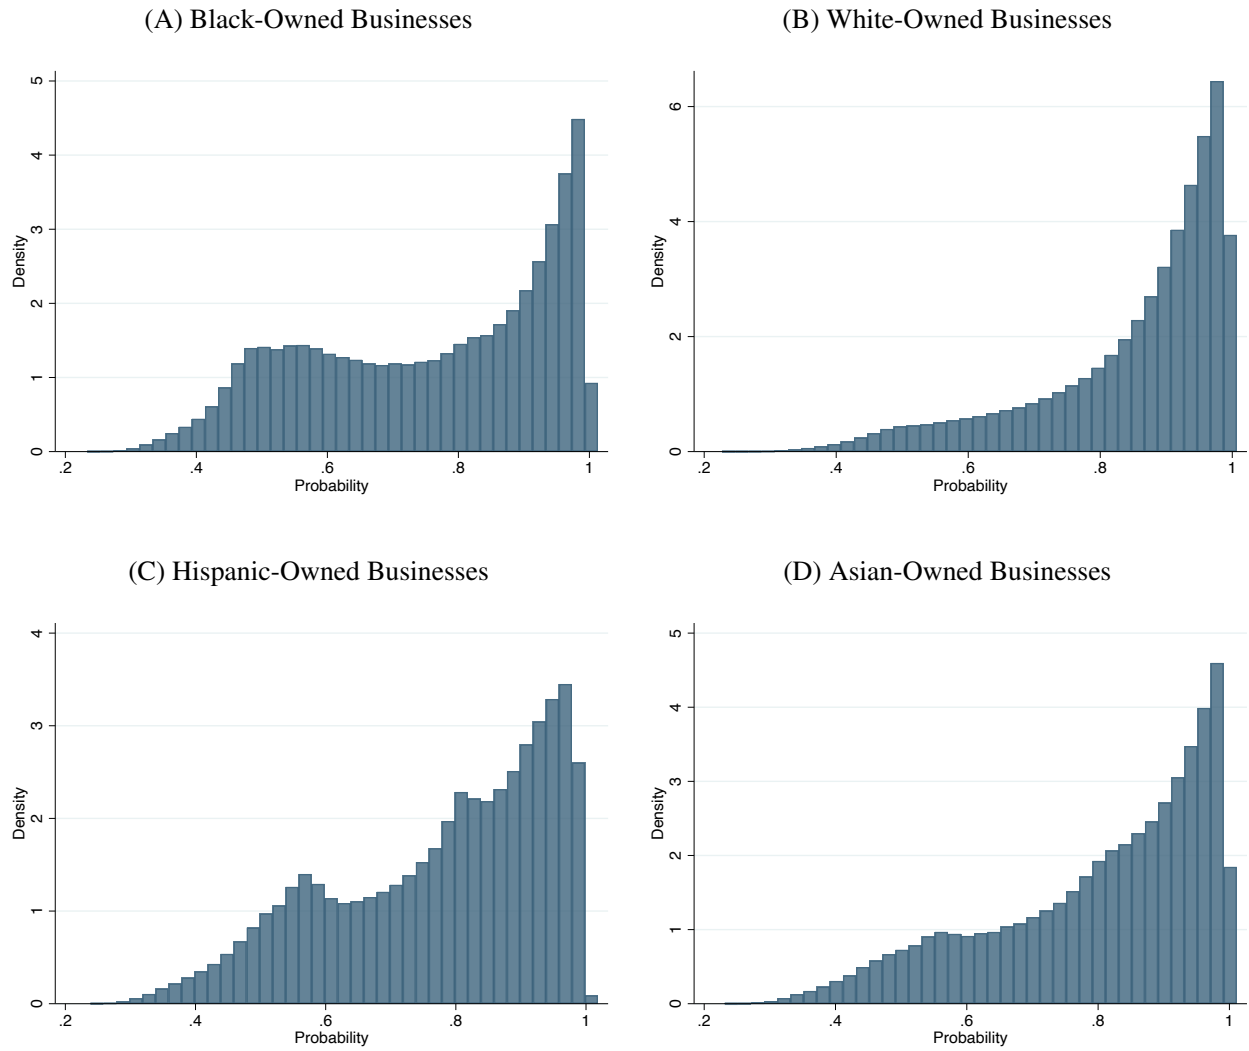 (A) Black-Owned Businesses
5
4
3
2
1
0
Density
.2 .4 .6 .8 1
Probability
(B) White-Owned Businesses
6
4
2
0
Density
.2 .4 .6 .8 1
Probability
(C) Hispanic-Owned Businesses
4
3
2
1
0
Density
.2 .4 .6 .8 1
Probability
(D) Asian-Owned Businesses
5
4
3
2
1
0
Density
.2 .4 .6 .8 1
Probability